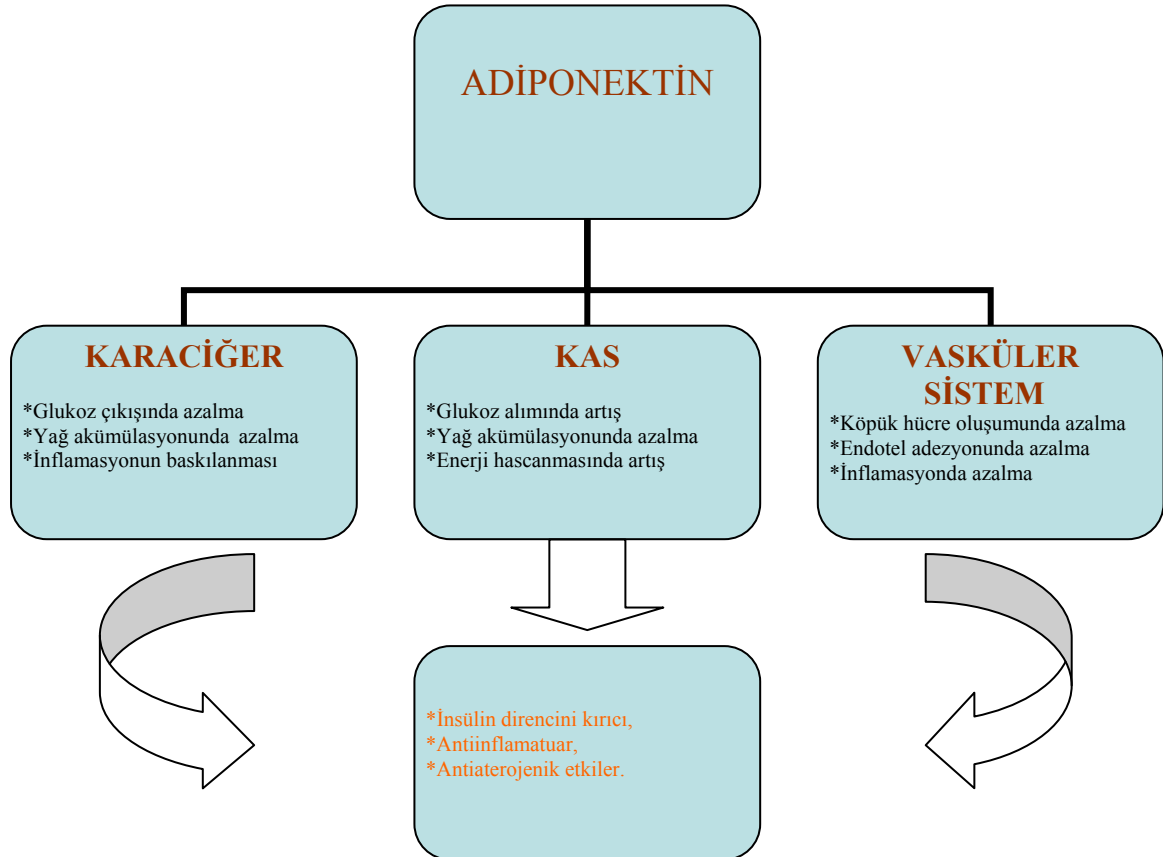 ADİPONEKTİN
KARACİĞER
*Glukoz çıkışında azalma
*Yağ akümülasyonunda azalma
*İnflamasyonun baskılanması
KAS
*Glukoz alımında artış
*Yağ akümülasyonunda azalma
*Enerji hascanmasında artış
VASKÜLER
SİSTEM
*Köpük hücre oluşumunda azalma
*Endotel adezyonunda azalma
*İnflamasyonda azalma
*İnsülin direncini kırıcı,
*Antiinflamatuar,
*Antiaterojenik etkiler.